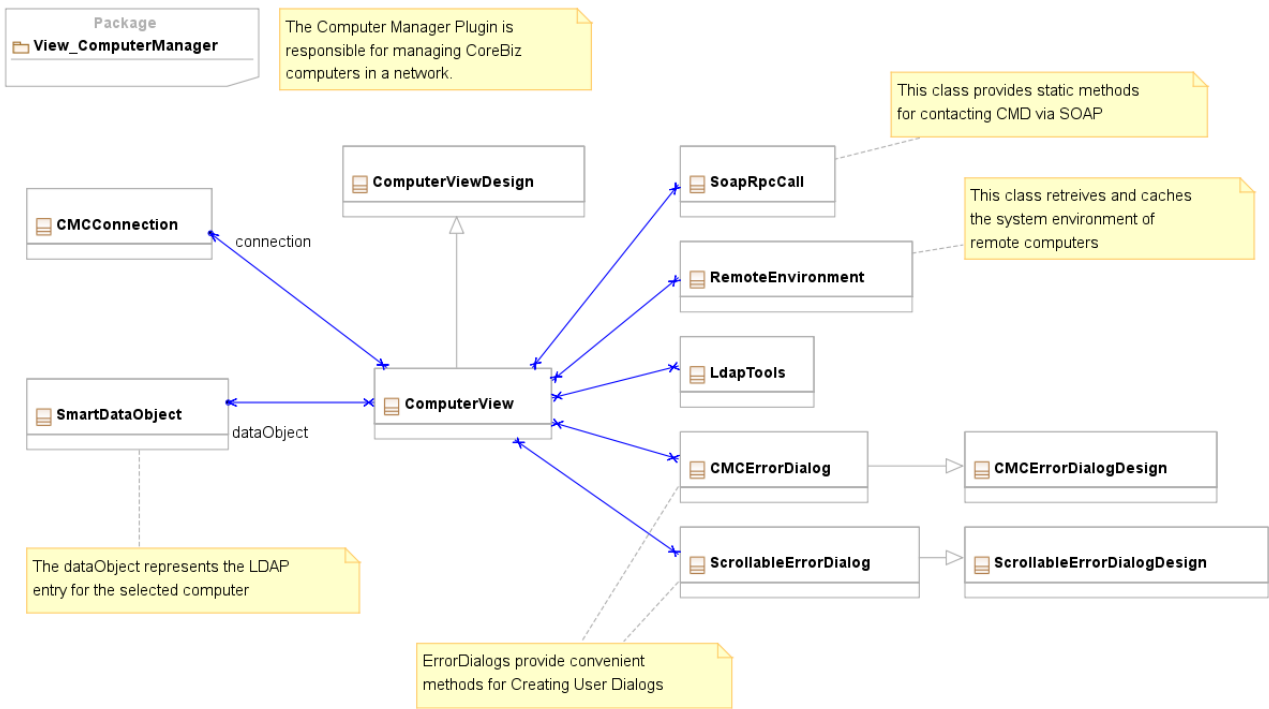 Package
View_ComputerManager
The Computer Manager Plugin is
responsible for managing CoreBiz
computers in a network.
This class provides static methods
for contacting CMD via SOAP
ComputerViewDesign
SoapRpcCall
This class retreives and caches
the system environment of
remote computers
CMCConnection
connection
RemoteEnvironment
LdapTools
SmartDataObject
dataObject
ComputerView
CMCErrorDialog
CMCErrorDialogDesign
ScrollableErrorDialog
ScrollableErrorDialogDesign
The dataObject represents the LDAP
entry for the selected computer
ErrorDialogs provide convenient
methods for Creating User Dialogs